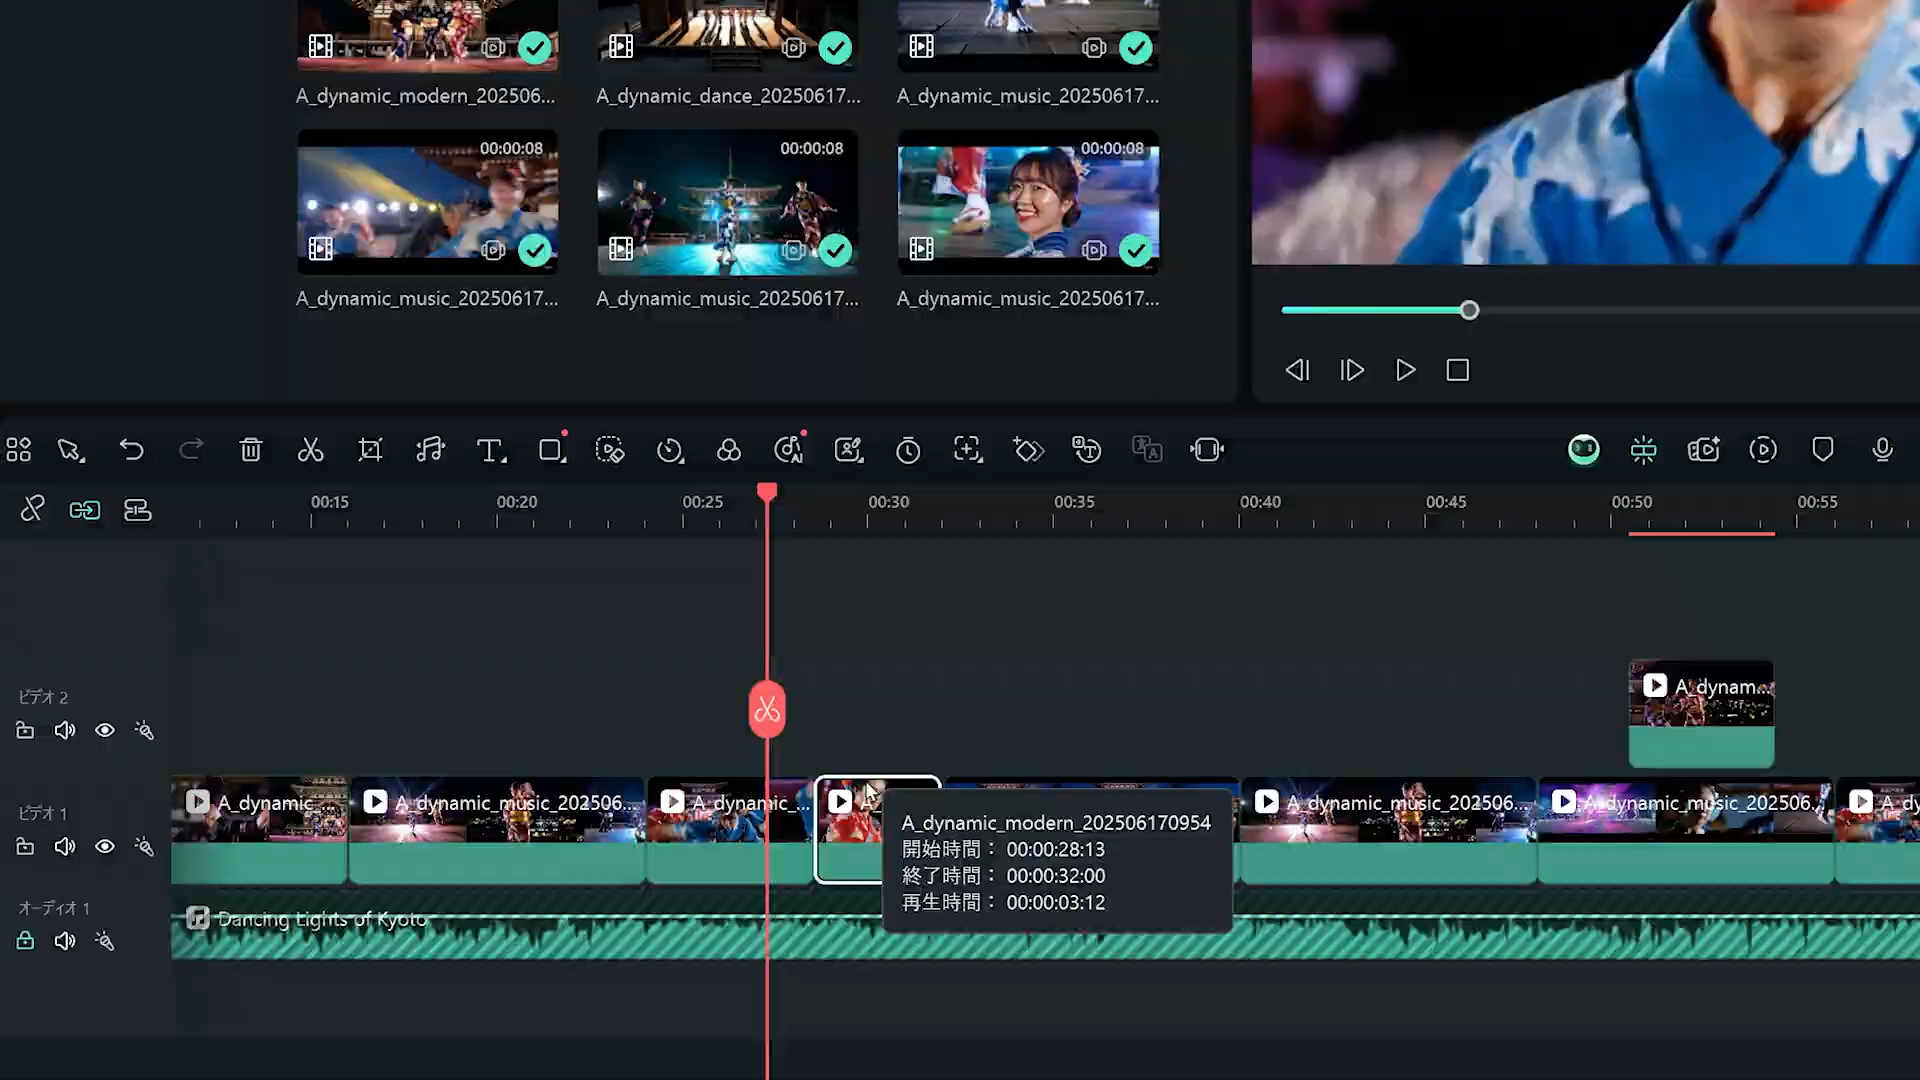 A_dynamic_modern_202506...
A_dynamic_dance_20250617...
A_dynamic_music_20250617...
00:00:08
00:00:08
00:00:08
A_dynamic_music_20250617...
A_dynamic_music_20250617...
A_dynamic_music_20250617...
00:15
00:20
00:25
00:30
00:35
00:40
00:45
00:50
00:55
ビデオ 2
A_dynam...
ビデオ 1
A_dynamic_...
A_dynamic_music_202506...
A_dynamic_...
A_dynamic_music_202506...
A_dynamic_music_202506...
A_dy
A_dynamic_modern_202506170954
開始時間： 00:00:28:13
終了時間： 00:00:32:00
再生時間： 00:00:03:12
オーディオ 1
Dancing Lights of Kyoto